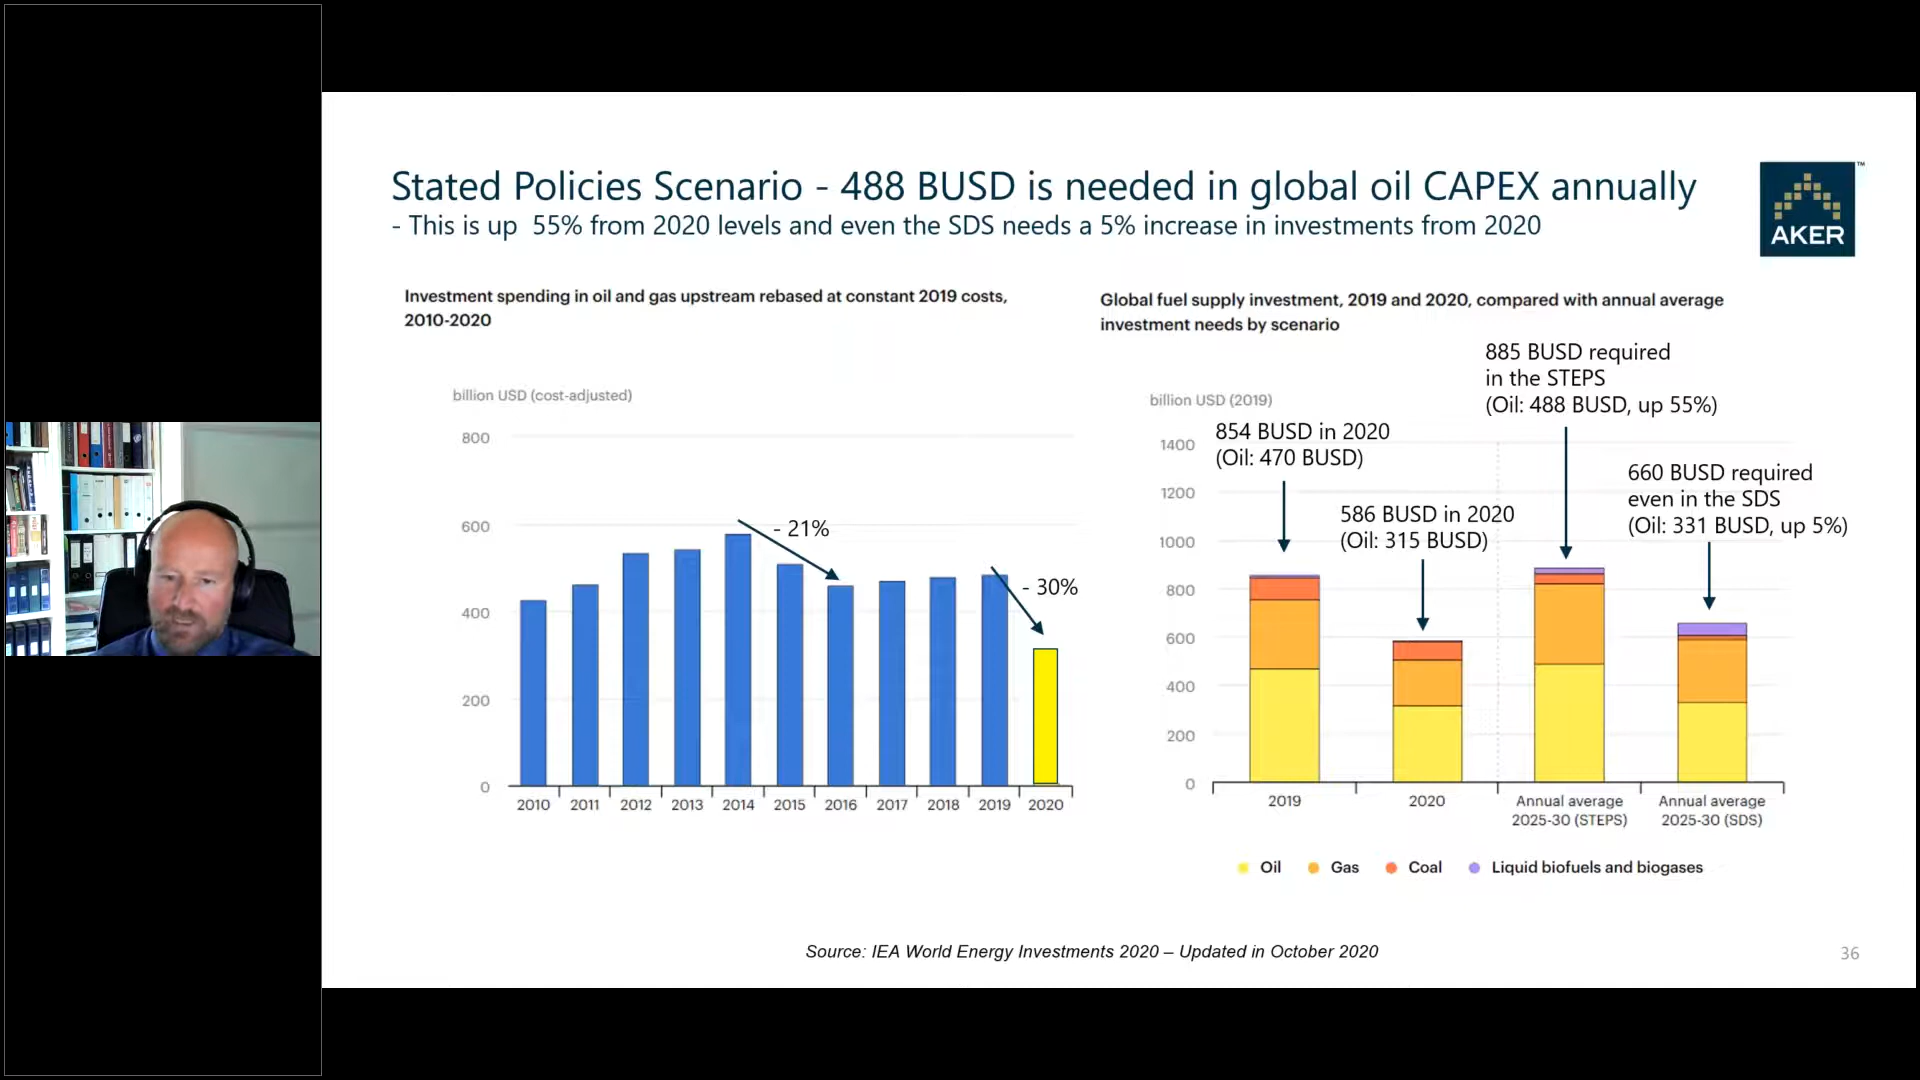 Stated Policies Scenario - 488 BUSD is needed in global oil CAPEX annually
- This is up 55% from 2020 levels and even the SDS needs a 5% increase in investments from 2020
AKER
TM
Investment spending in oil and gas upstream rebased at constant 2019 costs,
2010-2020
billion USD (cost-adjusted)
800
600
400
200
0
- 21%
- 30%
2010 2011 2012 2013 2014 2015 2016 2017 2018 2019 2020
Global fuel supply investment, 2019 and 2020, compared with annual average
investment needs by scenario
billion USD (2019)
1400
1200
1000
800
600
400
200
0
854 BUSD in 2020
(Oil: 470 BUSD)
586 BUSD in 2020
(Oil: 315 BUSD)
885 BUSD required
in the STEPS
(Oil: 488 BUSD, up 55%)
660 BUSD required
even in the SDS
(Oil: 331 BUSD, up 5%)
2019 2020 Annual average Annual average
2025-30 (STEPS) 2025-30 (SDS)
Oil Gas Coal Liquid biofuels and biogases
Source: IEA World Energy Investments 2020 – Updated in October 2020
36